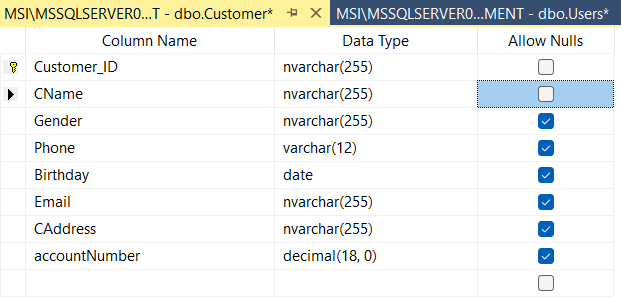 MSI\MSSQLSERVER0...T - dbo.Customer* MSI\MSSQLSERVER0...MENT - dbo.Users*
Column Name Data Type Allow Nulls
Customer_ID nvarchar(255)
CName nvarchar(255)
Gender nvarchar(255)
Phone varchar(12)
Birthday date
Email nvarchar(255)
CAddress nvarchar(255)
accountNumber decimal(18, 0)